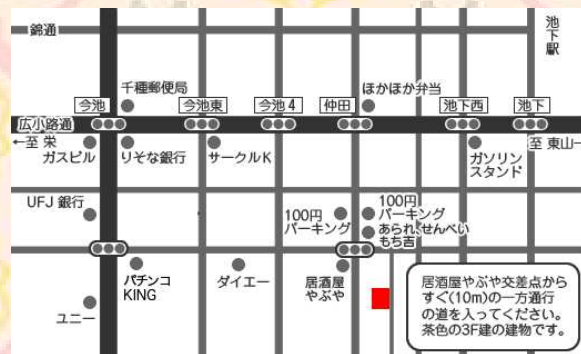 錦通
池下駅
千種郵便局
ほかほか弁当
今池
今池東
今池4
仲田
池下西
池下
広小路通
←至 栄
至 東山→
ガスビル
りそな銀行
サークルK
ガソリン
スタンド
UFJ 銀行
100円
パーキング
100円
パーキング
あられ、せんべい
もち吉
パチンコ
KING
ダイエー
居酒屋
やぶや
ユニー
居酒屋やぶや交差点から
すぐ(10m)の一方通行
の道を入ってください。
茶色の3F建の建物です。